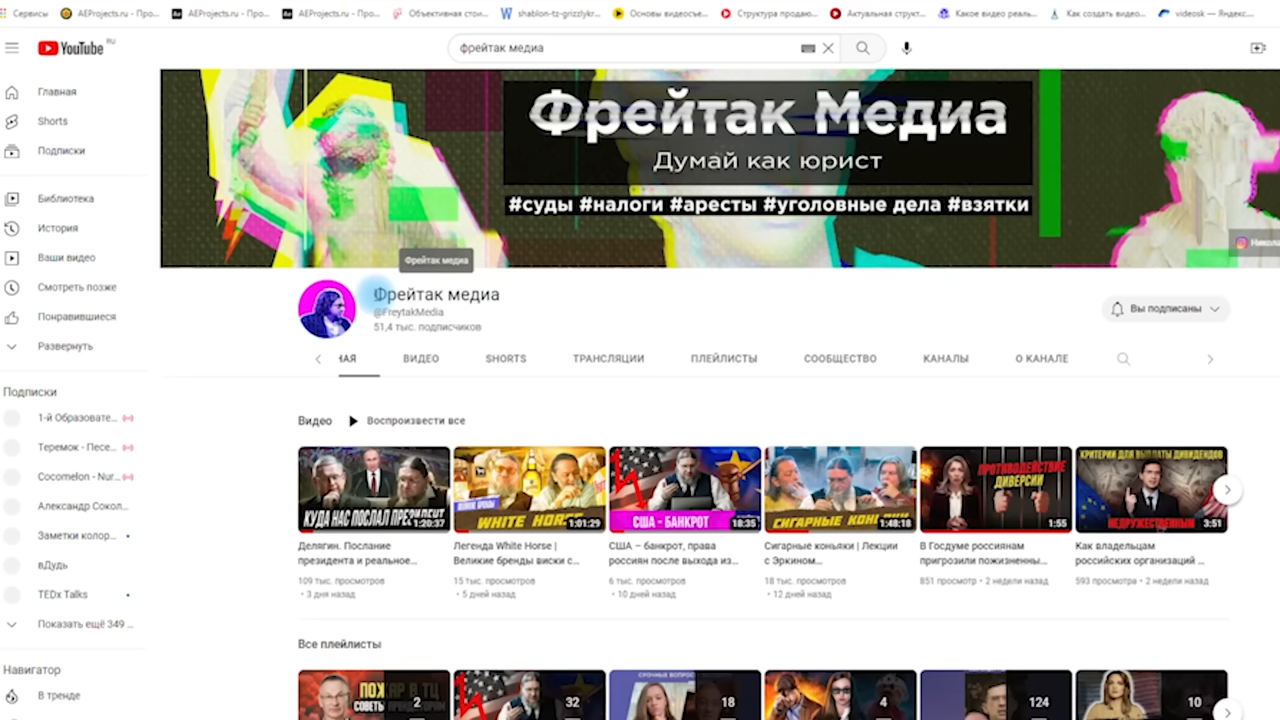 Сервисы
AEProjects.ru - Про...
AEProjects.ru - Про...
AEProjects.ru - Про...
Объективная стои...
shablon-tz-grizzlykr...
Основы видеосъе...
Структура продаю...
Актуальная структ...
Какое видео реаль...
Как создать видео...
videosk — Яндекс....
YouTube RU
фрейтак медиа
Главная
Shorts
Подписки
Библиотека
История
Ваши видео
Смотреть позже
Понравившиеся
Развернуть
Подписки
1-й Образовате...
Теремок - Песе...
Cocomelon - Nur...
Александр Сокол...
Заметки колор...
вДудь
TEDx Talks
Показать ещё 349 ...
Навигатор
В тренде
Фрейтак Медиа
Думай как юрист
#суды #налоги #аресты #уголовные дела #взятки
Фрейтак медиа
Фрейтак медиа
@FreytakMedia
51,4 тыс. подписчиков
Вы подписаны
НАЯ
ВИДЕО
SHORTS
ТРАНСЛЯЦИИ
ПЛЕЙЛИСТЫ
СООБЩЕСТВО
КАНАЛЫ
О КАНАЛЕ
Видео
Воспроизвести все
КУДА НАС ПОСЛАЛ ПРЕЗИДЕНТ
1:20:37
WHITE HORSE
1:01:29
США - БАНКРОТ
18:35
СИГАРНЫЕ
1:48:18
ПРОТИВОДЕЙСТВИЕ
ДИВЕРСИИ
1:55
КРИТЕРИИ ДЛЯ ВЫПЛАТЫ ДИВИДЕНДОВ
НЕДРУЖЕСТВЕННЫМ
3:51
Делягин. Послание
президента и реальное...
109 тыс. просмотров
• 3 дня назад
Легенда White Horse |
Великие бренды виски с...
15 тыс. просмотров
• 5 дней назад
США – банкрот, права
россиян после выхода из...
6 тыс. просмотров
• 10 дней назад
Сигарные коньяки | Лекции
с Эркином...
18 тыс. просмотров
• 12 дней назад
В Госдуме россиянам
пригрозили пожизненны...
851 просмотр • 2 недели назад
Как владельцам
российских организаций ...
593 просмотра • 2 недели назад
Все плейлисты
ПОЖАР В ТЦ
СОВЕТЫ
2
32
СРОЧНЫЕ ВОПРОС
18
4
124
10